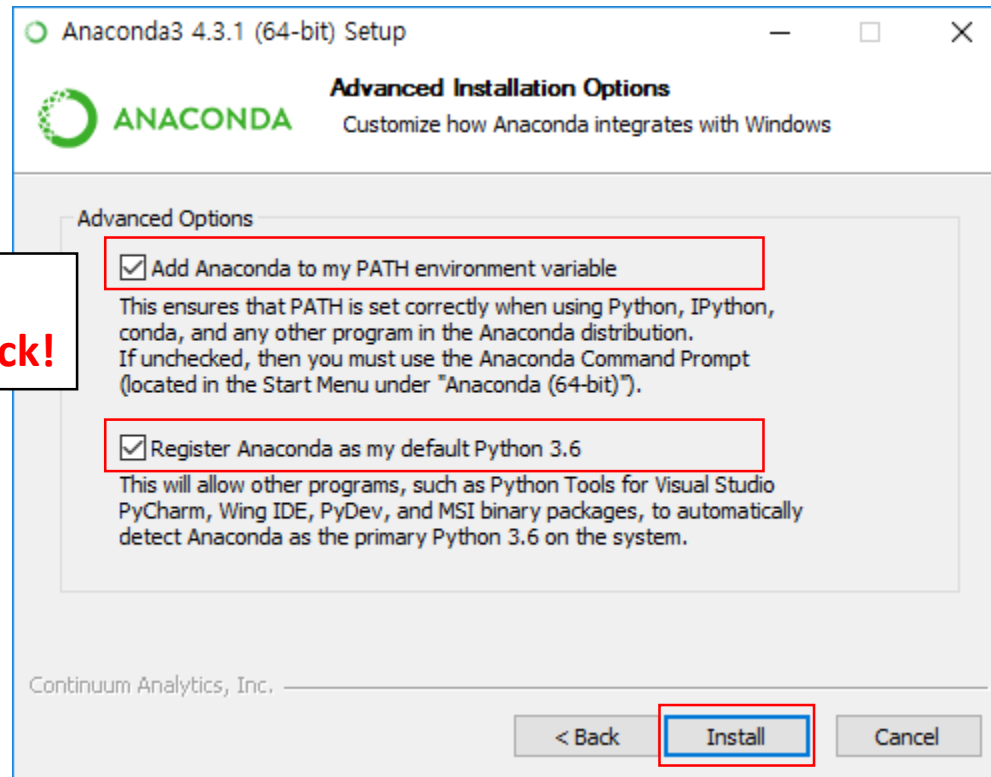 Anaconda3 4.3.1 (64-bit) Setup
ANACONDA
Advanced Installation Options
Customize how Anaconda integrates with Windows
Advanced Options
Add Anaconda to my PATH environment variable
This ensures that PATH is set correctly when using Python, IPython,
conda, and any other program in the Anaconda distribution.
If unchecked, then you must use the Anaconda Command Prompt
(located in the Start Menu under "Anaconda (64-bit)").
ck!
Register Anaconda as my default Python 3.6
This will allow other programs, such as Python Tools for Visual Studio
PyCharm, Wing IDE, PyDev, and MSI binary packages, to automatically
detect Anaconda as the primary Python 3.6 on the system.
Continuum Analytics, Inc.
< Back
Install
Cancel